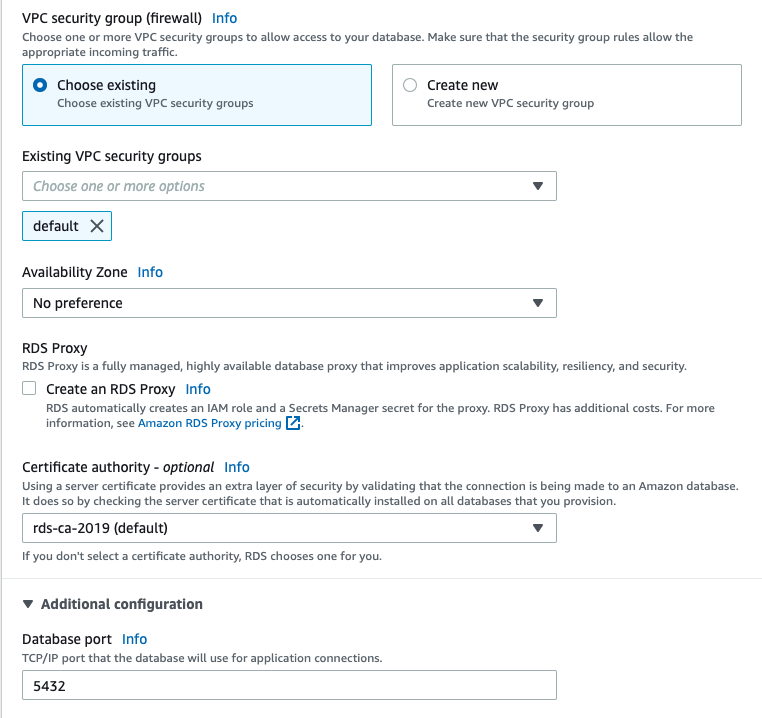 VPC security group (firewall) Info
Choose one or more VPC security groups to allow access to your database. Make sure that the security group rules allow the
appropriate incoming traffic.
Choose existing
Choose existing VPC security groups
Create new
Create new VPC security group
Existing VPC security groups
Choose one or more options
default
Availability Zone Info
No preference
RDS Proxy
RDS Proxy is a fully managed, highly available database proxy that improves application scalability, resiliency, and security.
Create an RDS Proxy Info
RDS automatically creates an IAM role and a Secrets Manager secret for the proxy. RDS Proxy has additional costs. For more
information, see Amazon RDS Proxy pricing.
Certificate authority - optional Info
Using a server certificate provides an extra layer of security by validating that the connection is being made to an Amazon database.
It does so by checking the server certificate that is automatically installed on all databases that you provision.
rds-ca-2019 (default)
If you don't select a certificate authority, RDS chooses one for you.
Additional configuration
Database port Info
TCP/IP port that the database will use for application connections.
5432